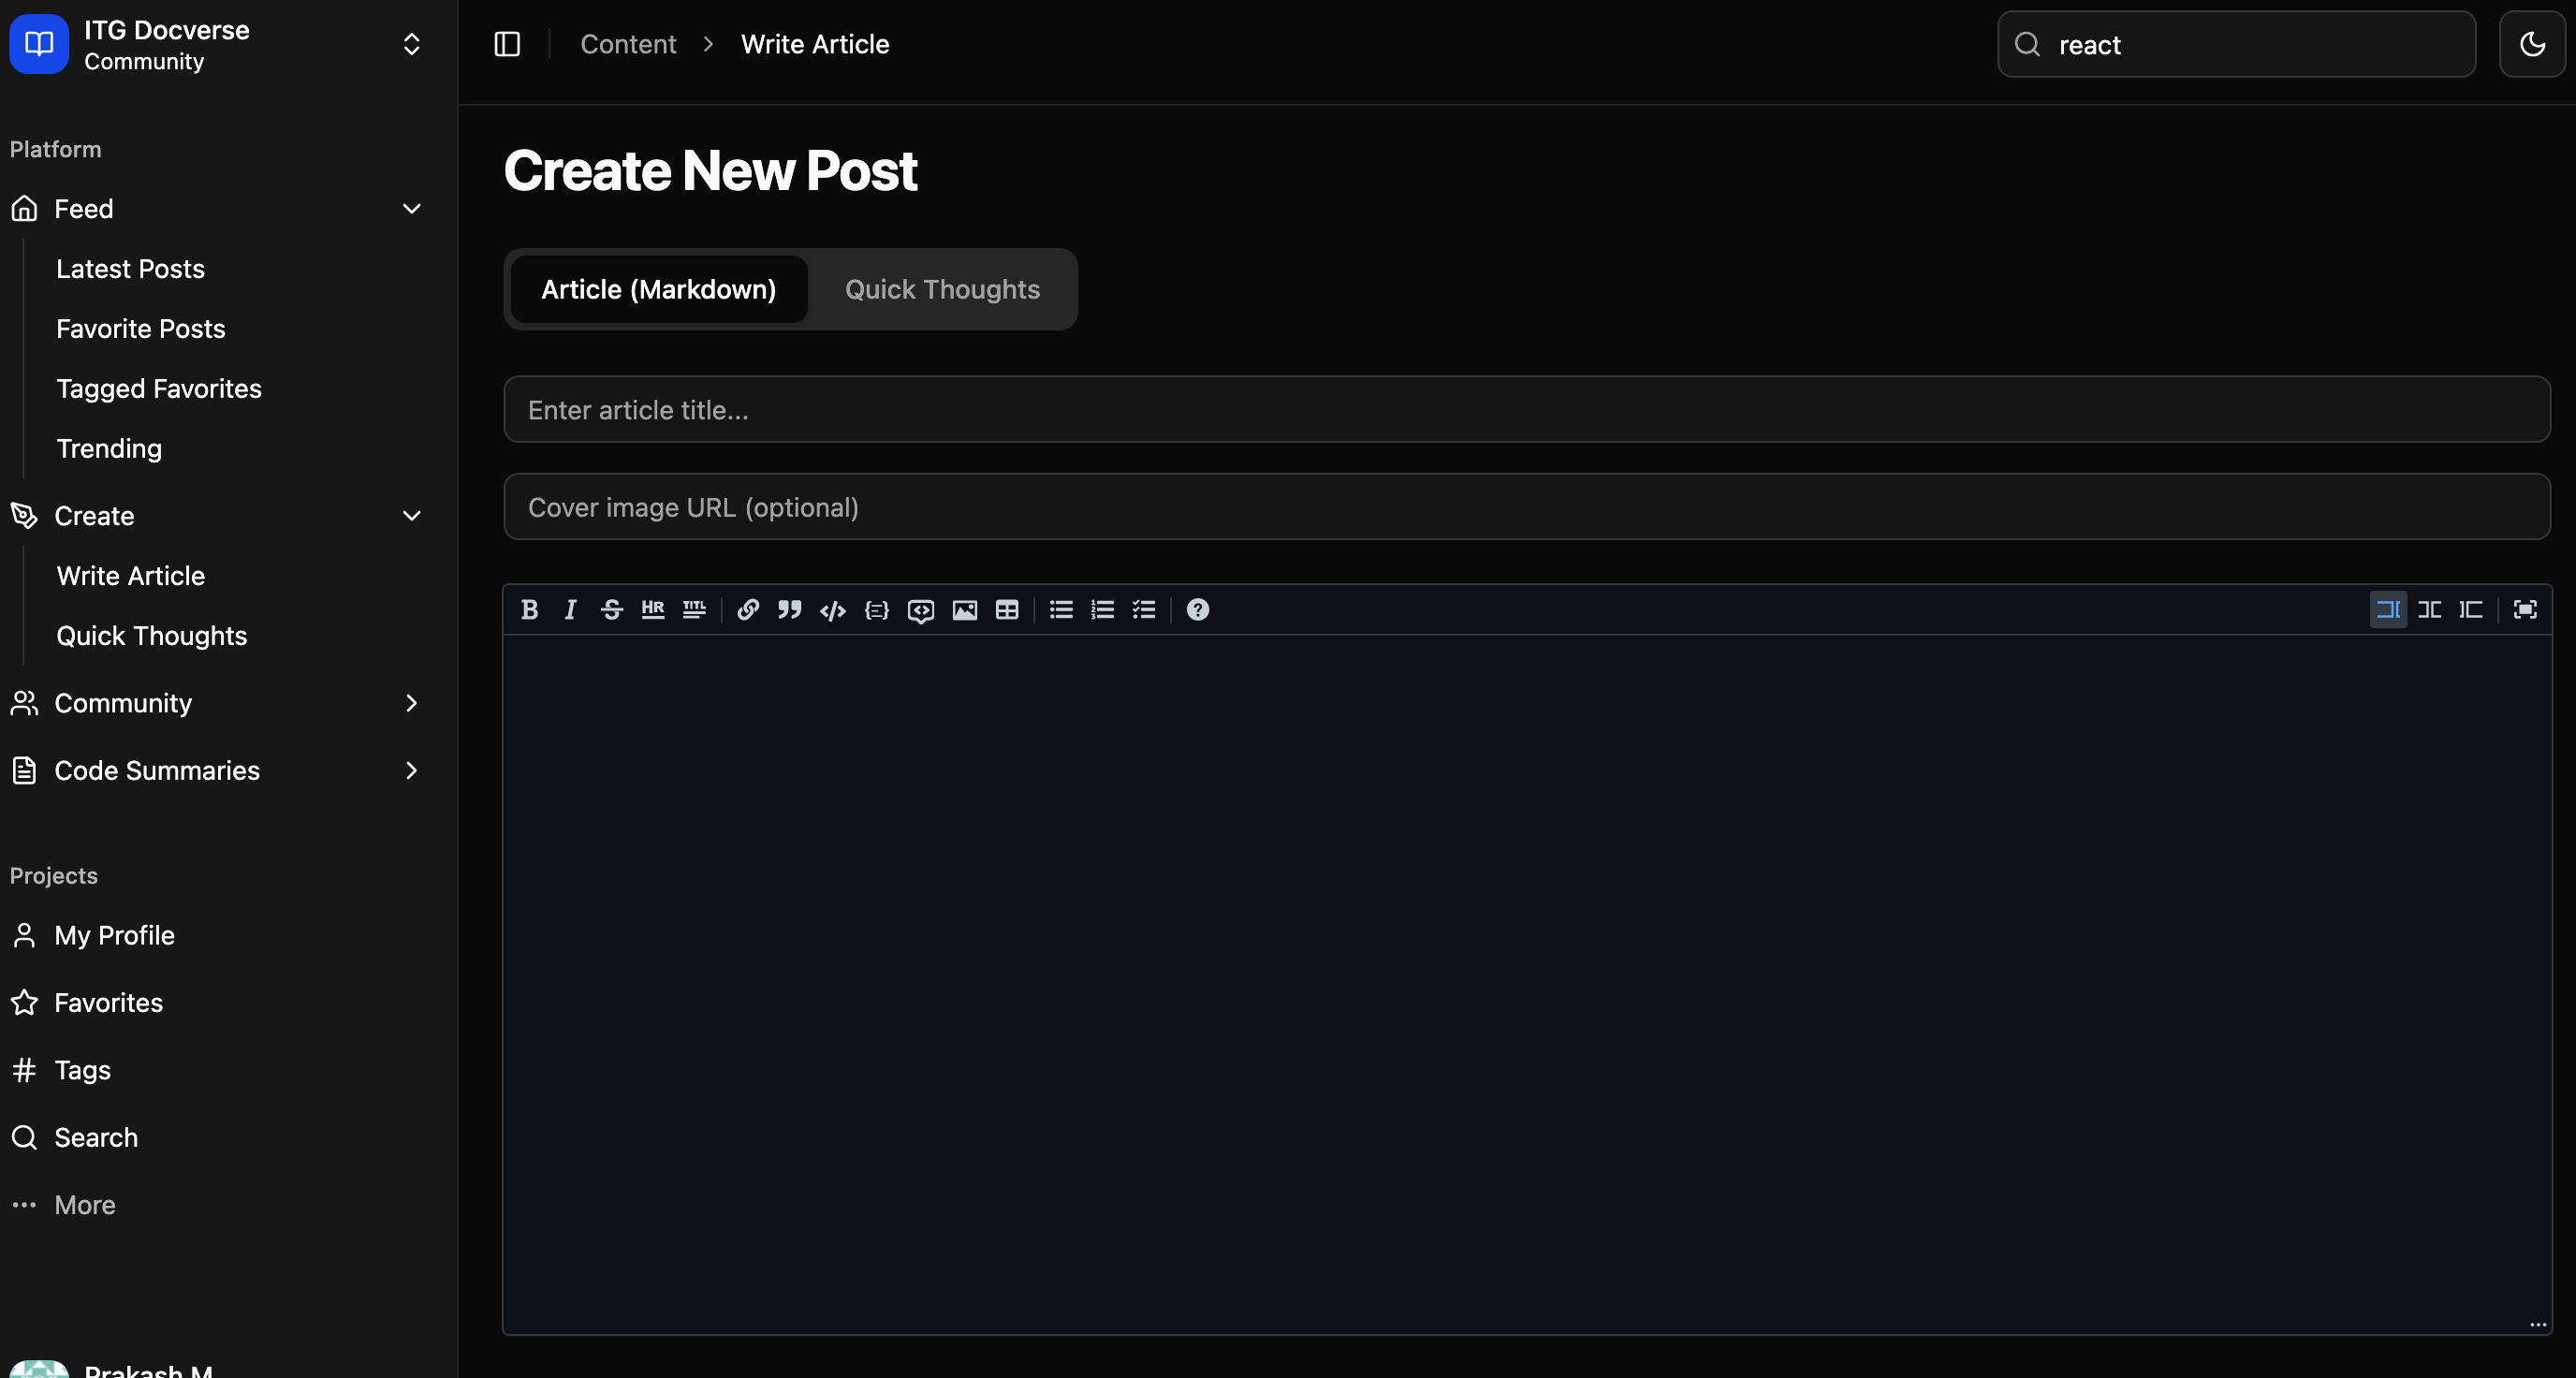 ITG Docverse
Community
Platform
Feed
Latest Posts
Favorite Posts
Tagged Favorites
Trending
Create
Write Article
Quick Thoughts
Community
Code Summaries
Projects
My Profile
Favorites
Tags
Search
More
Prakash M
Content
Write Article
react
Create New Post
Article (Markdown)
Quick Thoughts
Enter article title...
Cover image URL (optional)
B I S HR TITL